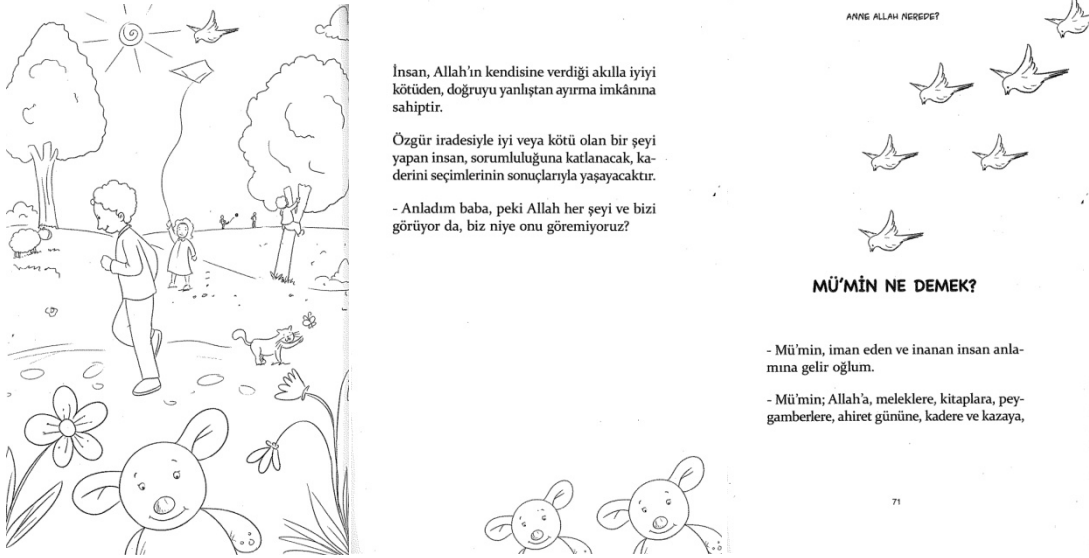 İnsan, Allah'ın kendisine verdiği akılla iyiyi
kötüden, doğruyu yanlıştan ayırma imkânına
sahiptir.
Özgür iradesiyle iyi veya kötü olan bir şeyi
yapan insan, sorumluluğuna katlanacak, ka-
derini seçimlerinin sonuçlarıyla yaşayacaktır.
- Anladım baba, peki Allah her şeyi ve bizi
görüyor da, biz niye onu göremiyoruz?
ANNE ALLAH NEREDE?
MÜ'MİN NE DEMEK?
- Mü'min, iman eden ve inanan insan anla-
mına gelir oğlum.
- Mü'min; Allah'a, meleklere, kitaplara, pey-
gamberlere, ahiret gününe, kadere ve kazaya,
71